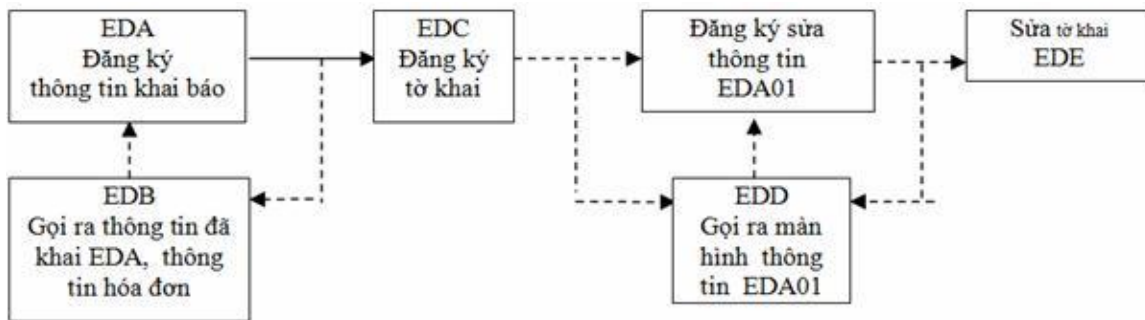 EDA
Đăng ký
thông tin khai báo
EDC
Đăng ký
tờ khai
Đăng ký sửa
thông tin
EDA01
Sửa tờ khai
EDE
EDB
Gọi ra thông tin đã
khai EDA, thông
tin hóa đơn
EDD
Gọi ra màn
hình thông
tin EDA01